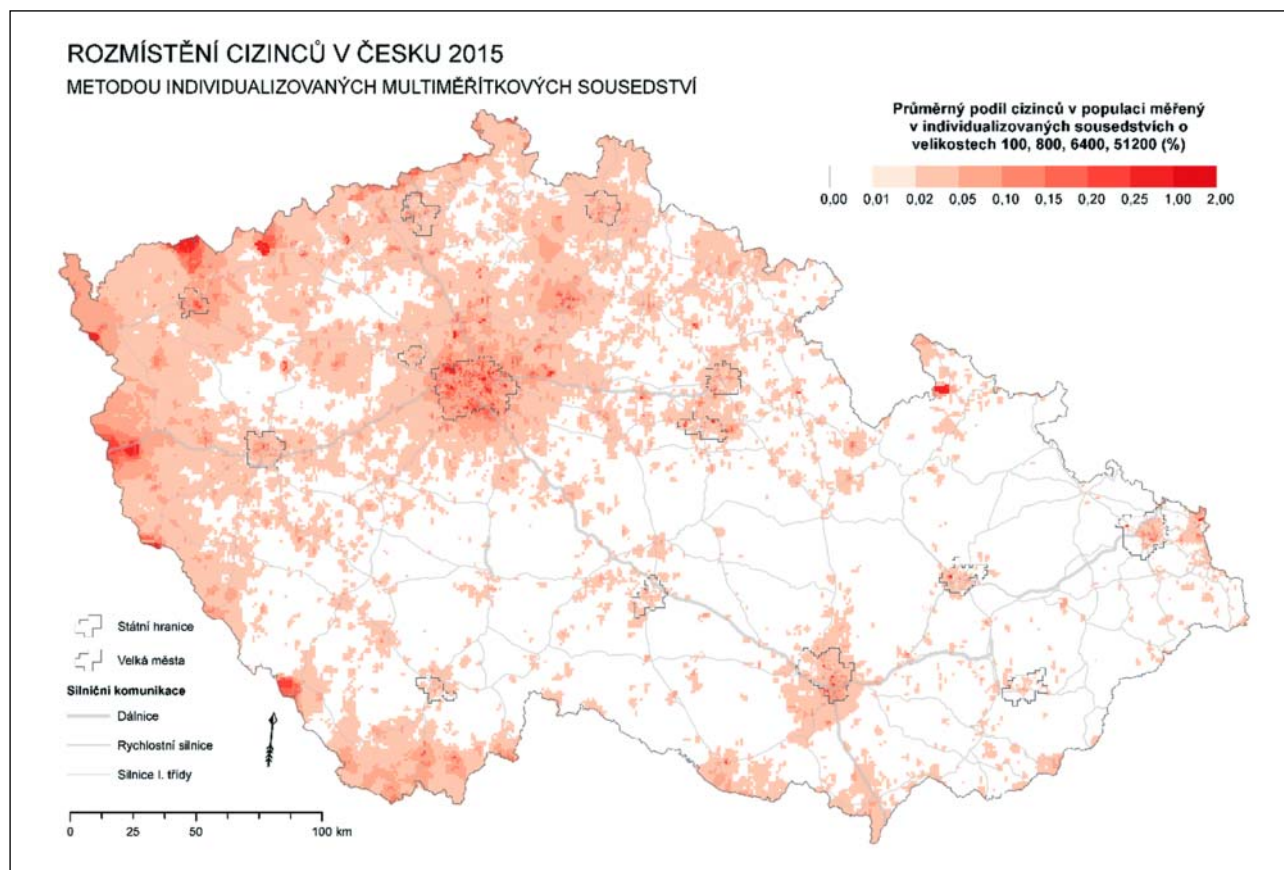 ROZMÍSTĚNÍ CIZINCŮ V ČESKU 2015
METODOU INDIVIDUALIZOVANÝCH MULTIMĚŘÍTKOVÝCH SOUSEDSTVÍ
Průměrný podíl cizinců v populaci měřený
v individualizovaných sousedstvích o
velikostech 100, 800, 6400, 51200 (%)
0,00 0,01 0,02 0,05 0,10 0,15 0,20 0,25 1,00 2,00
Státní hranice
Velká města
Silniční komunikace
Dálnice
Rychlostní silnice
Silnice I. třídy
0 25 50 100 km